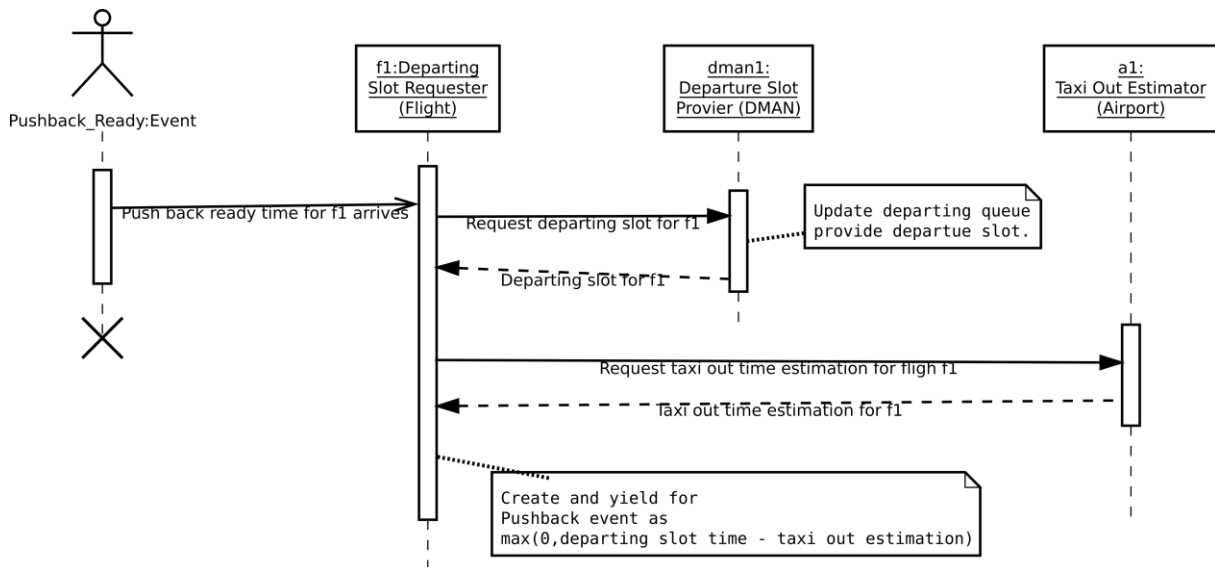 Pushback_Ready:Event
f1:Departing
Slot Requester
(Flight)
dman1:
Departure Slot
Provier (DMAN)
a1:
Taxi Out Estimator
(Airport)
Push back ready time for f1 arrives
Request departing slot for f1
Update departing queue
provide departue slot.
Departing slot for f1
Request taxi out time estimation for fligh f1
Taxi out time estimation for f1
Create and yield for
Pushback event as
max(0,departing slot time - taxi out estimation)